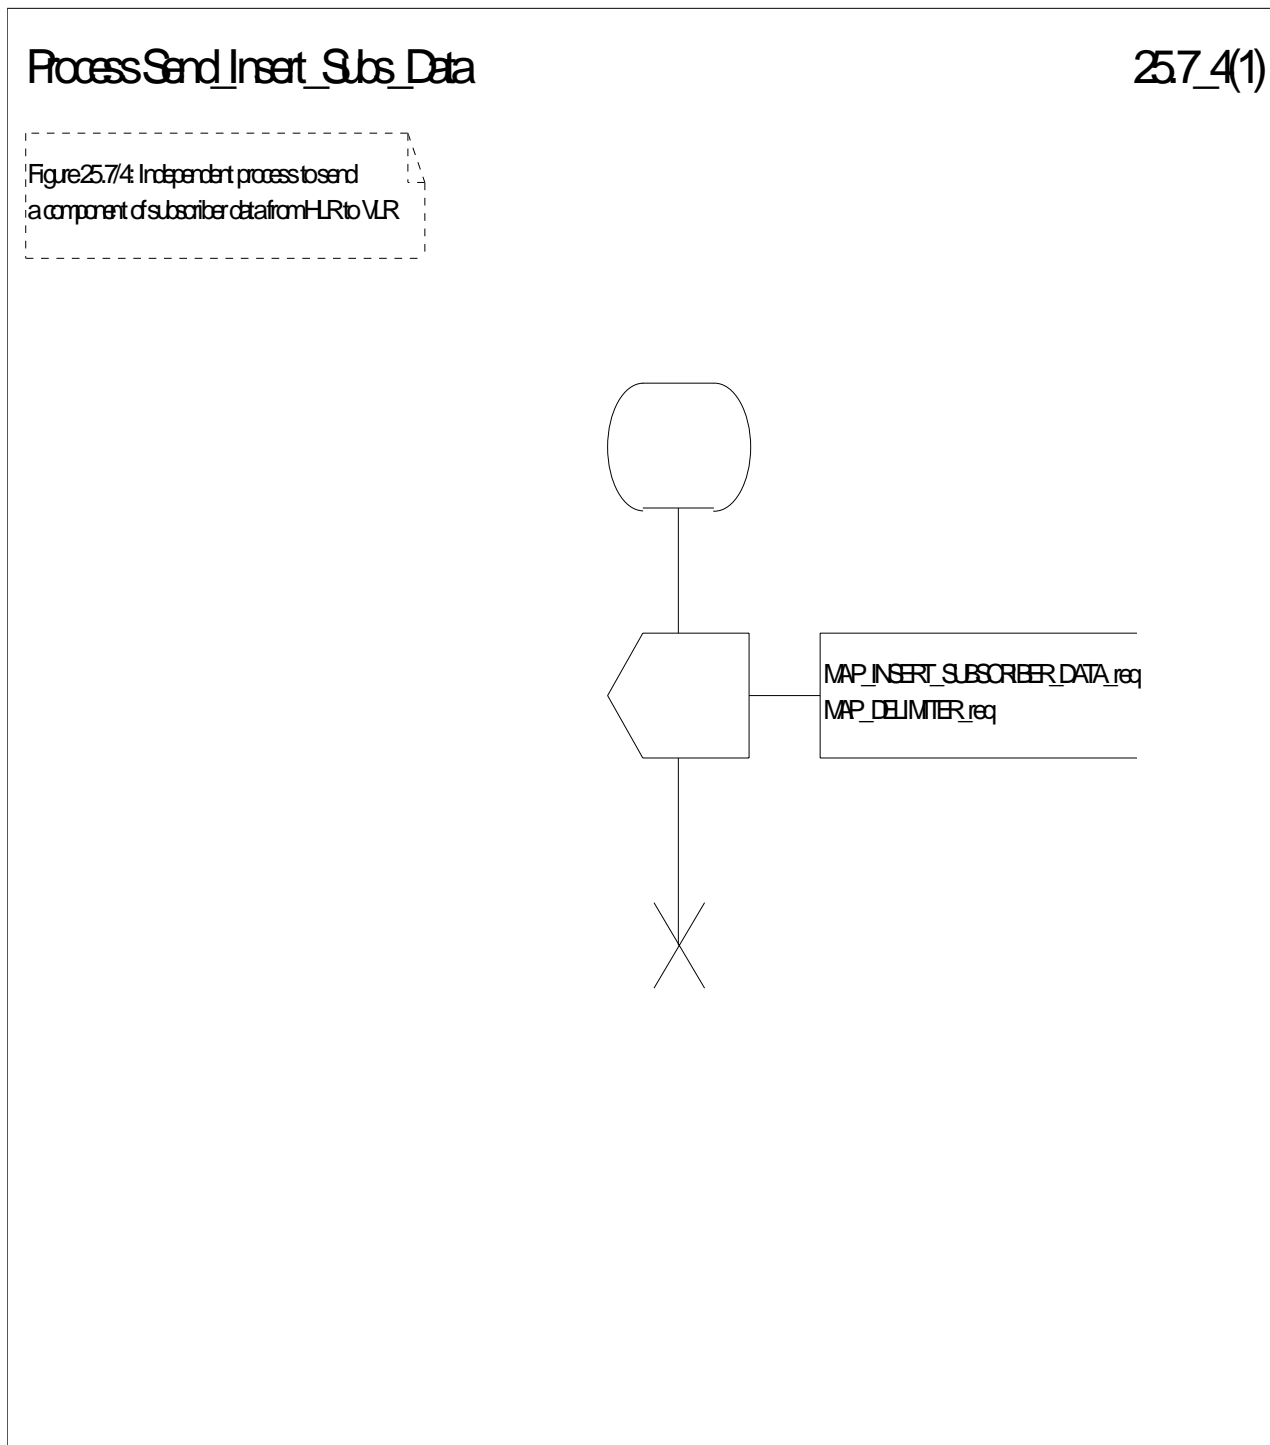 Process Send_Insert_Subs_Data
25.7_4(1)
Figure 25.7/4: Independent process to send
a component of subscriber data from HLR to VLR
MAP_INSERT_SUBSCRIBER_DATA_req
MAP_DELIMITER_req